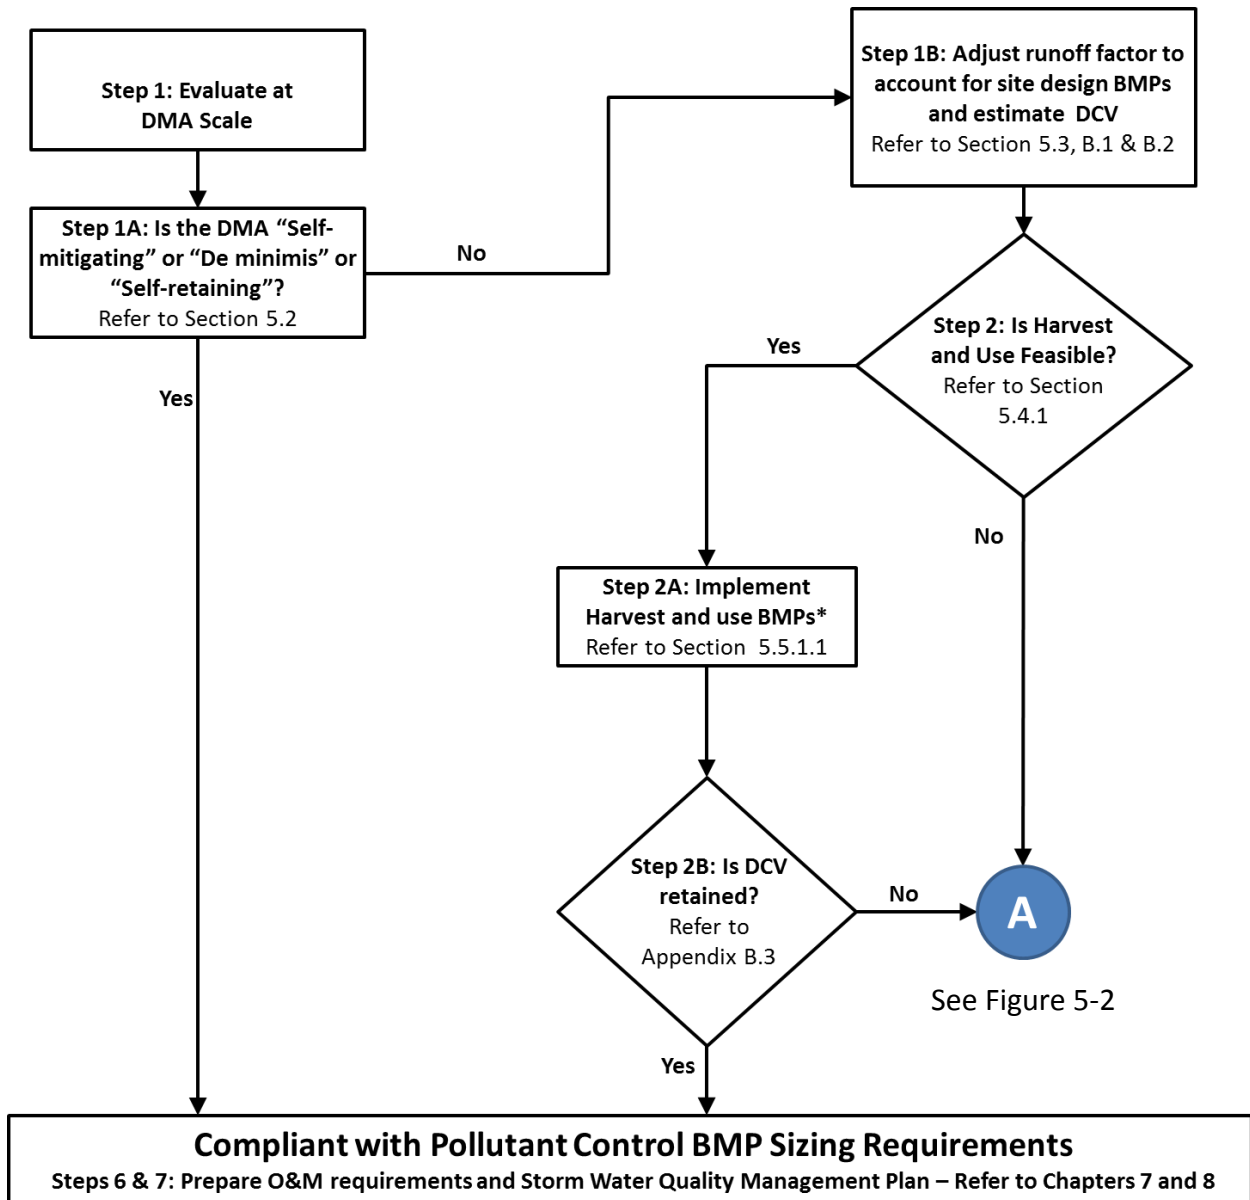 Step 1: Evaluate at
DMA Scale
Step 1A: Is the DMA “Self-
mitigating” or “De minimis” or
“Self-retaining”?
Refer to Section 5.2
No
Yes
Step 1B: Adjust runoff factor to
account for site design BMPs
and estimate DCV
Refer to Section 5.3, B.1 & B.2
Step 2: Is Harvest
and Use Feasible?
Refer to Section
5.4.1
Yes
No
Step 2A: Implement
Harvest and use BMPs*
Refer to Section 5.5.1.1
Step 2B: Is DCV
retained?
Refer to
Appendix B.3
No
A
See Figure 5-2
Yes
Compliant with Pollutant Control BMP Sizing Requirements
Steps 6 & 7: Prepare O&M requirements and Storm Water Quality Management Plan – Refer to Chapters 7 and 8